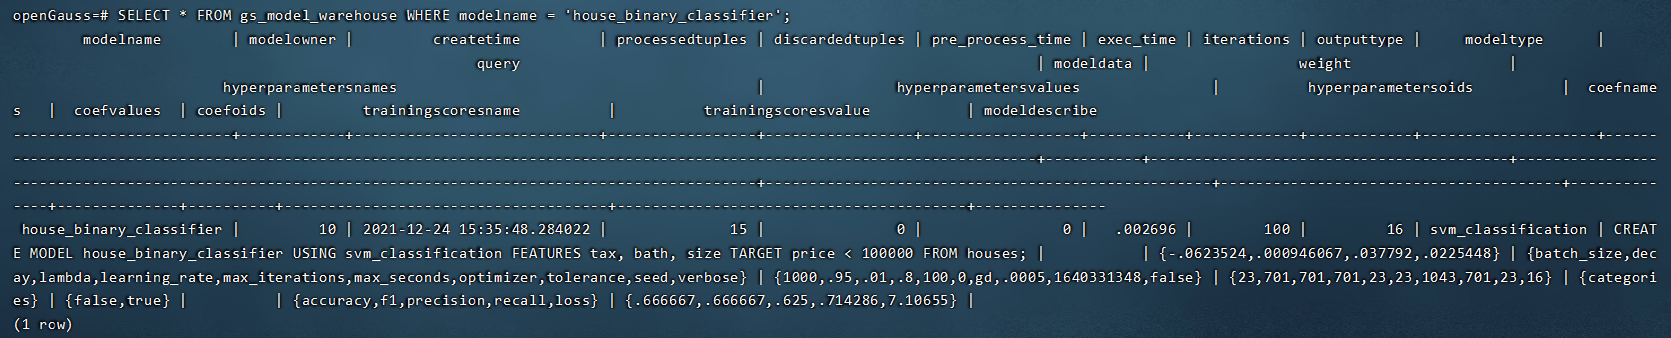 openGauss=# SELECT * FROM gs_model_warehouse WHERE modelname = 'house_binary_classifier';
modelname | modelowner | createtime | processedtuples | discardedtuples | pre_process_time | exec_time | iterations | outputtype | modeltype |
query | modeldata | weight |
hyperparametersnames | hyperparametersvalues | hyperparametersoids | coefname
s | coefvalues | coefoids | trainingscoresname | trainingscoresvalue | modeldescribe
house_binary_classifier | 10 | 2021-12-24 15:35:48.284022 | 15 | 0 | 0 | .002696 | 100 | 16 | svm_classification | CREAT
E MODEL house_binary_classifier USING svm_classification FEATURES tax, bath, size TARGET price < 100000 FROM houses; | | {-.0623524,.000946067,.037792,.0225448} | {batch_size,dec
ay,lambda,learning_rate,max_iterations,max_seconds,optimizer,tolerance,seed,verbose} | {1000,.95,.01,.8,100,0,gd,.0005,1640331348,false} | {23,701,701,701,23,23,1043,701,23,16} | {categori
es} | {false,true} | | {accuracy,f1,precision,recall,loss} | {.666667,.666667,.625,.714286,7.10655} |
(1 row)